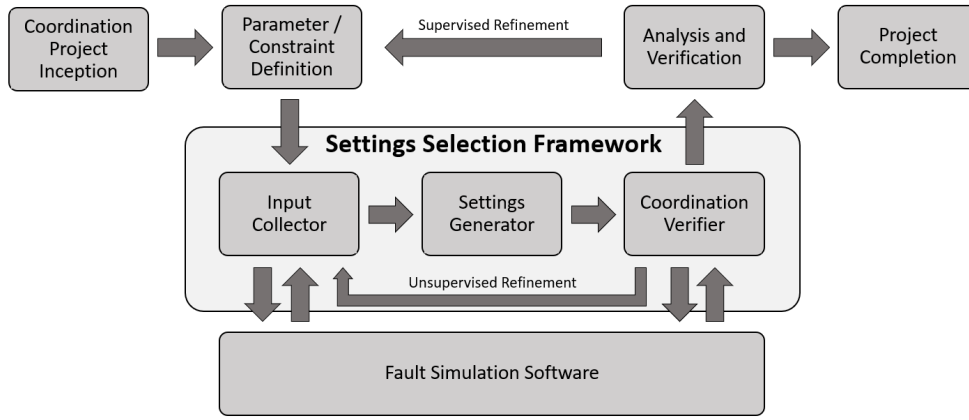 Coordination
Project
Inception
Parameter /
Constraint
Definition
Supervised Refinement
Analysis and
Verification
Project
Completion
Settings Selection Framework
Input
Collector
Settings
Generator
Coordination
Verifier
Unsupervised Refinement
Fault Simulation Software